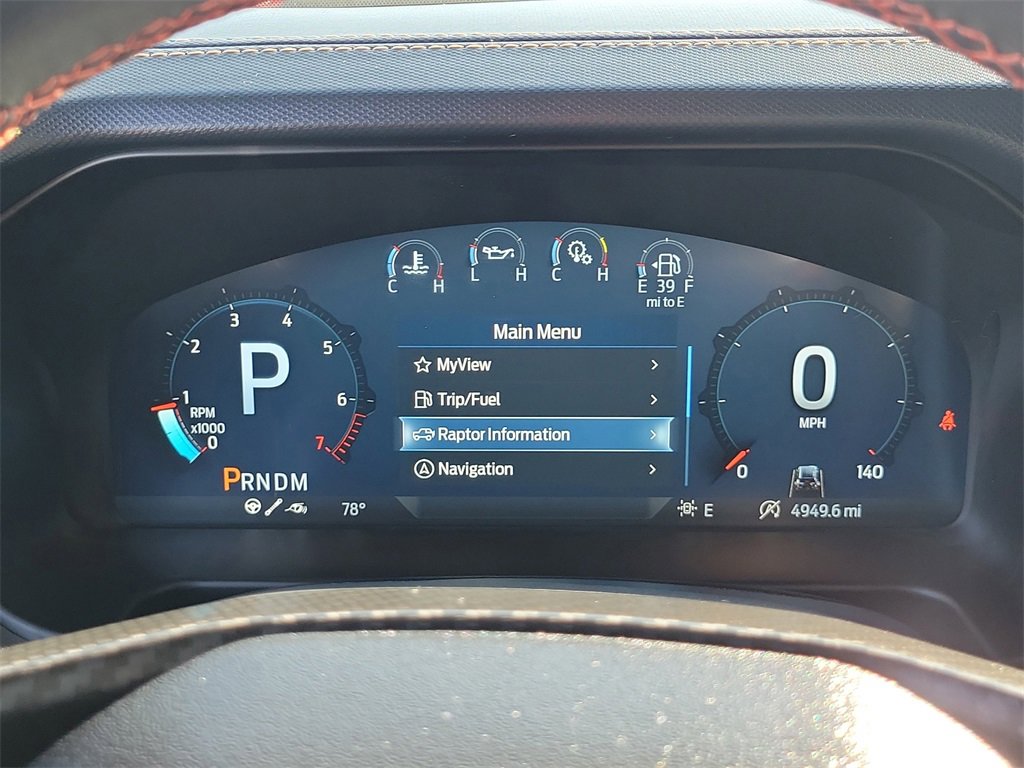 C H
L H
C H
E 39 F
mi to E
Main Menu
MyView
Trip/Fuel
Raptor Information
Navigation
P
0 1 2 3 4 5 6 7
RPM
x1000
PRNDM
78°
0
MPH
0 140
E
4949.6 mi